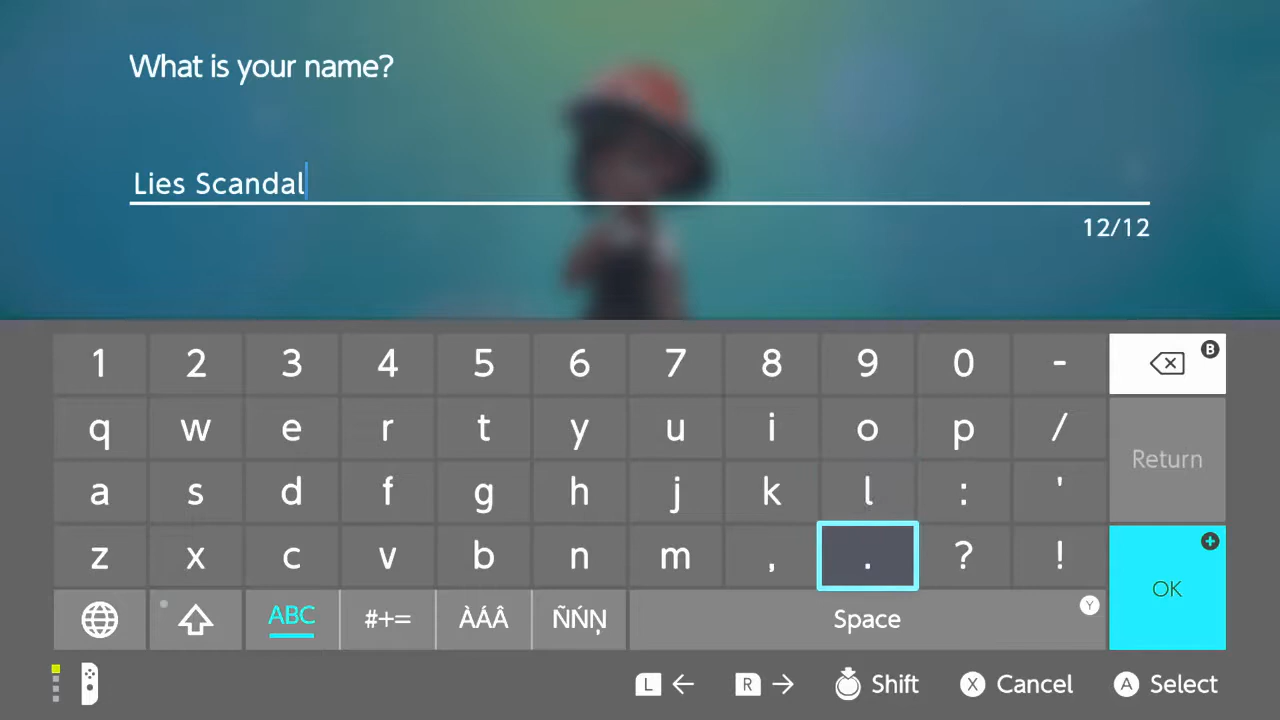 What is your name?
Lies Scandal
12/12
1 2 3 4 5 6 7 8 9 0 - B
q w e r t y u i o p / Return
a s d f g h j k l : '
z x c v b n m , . ? ! + OK
ABC #+= ÀÁÂ ÑŃŅ Space Y
L ← R → Shift X Cancel A Select